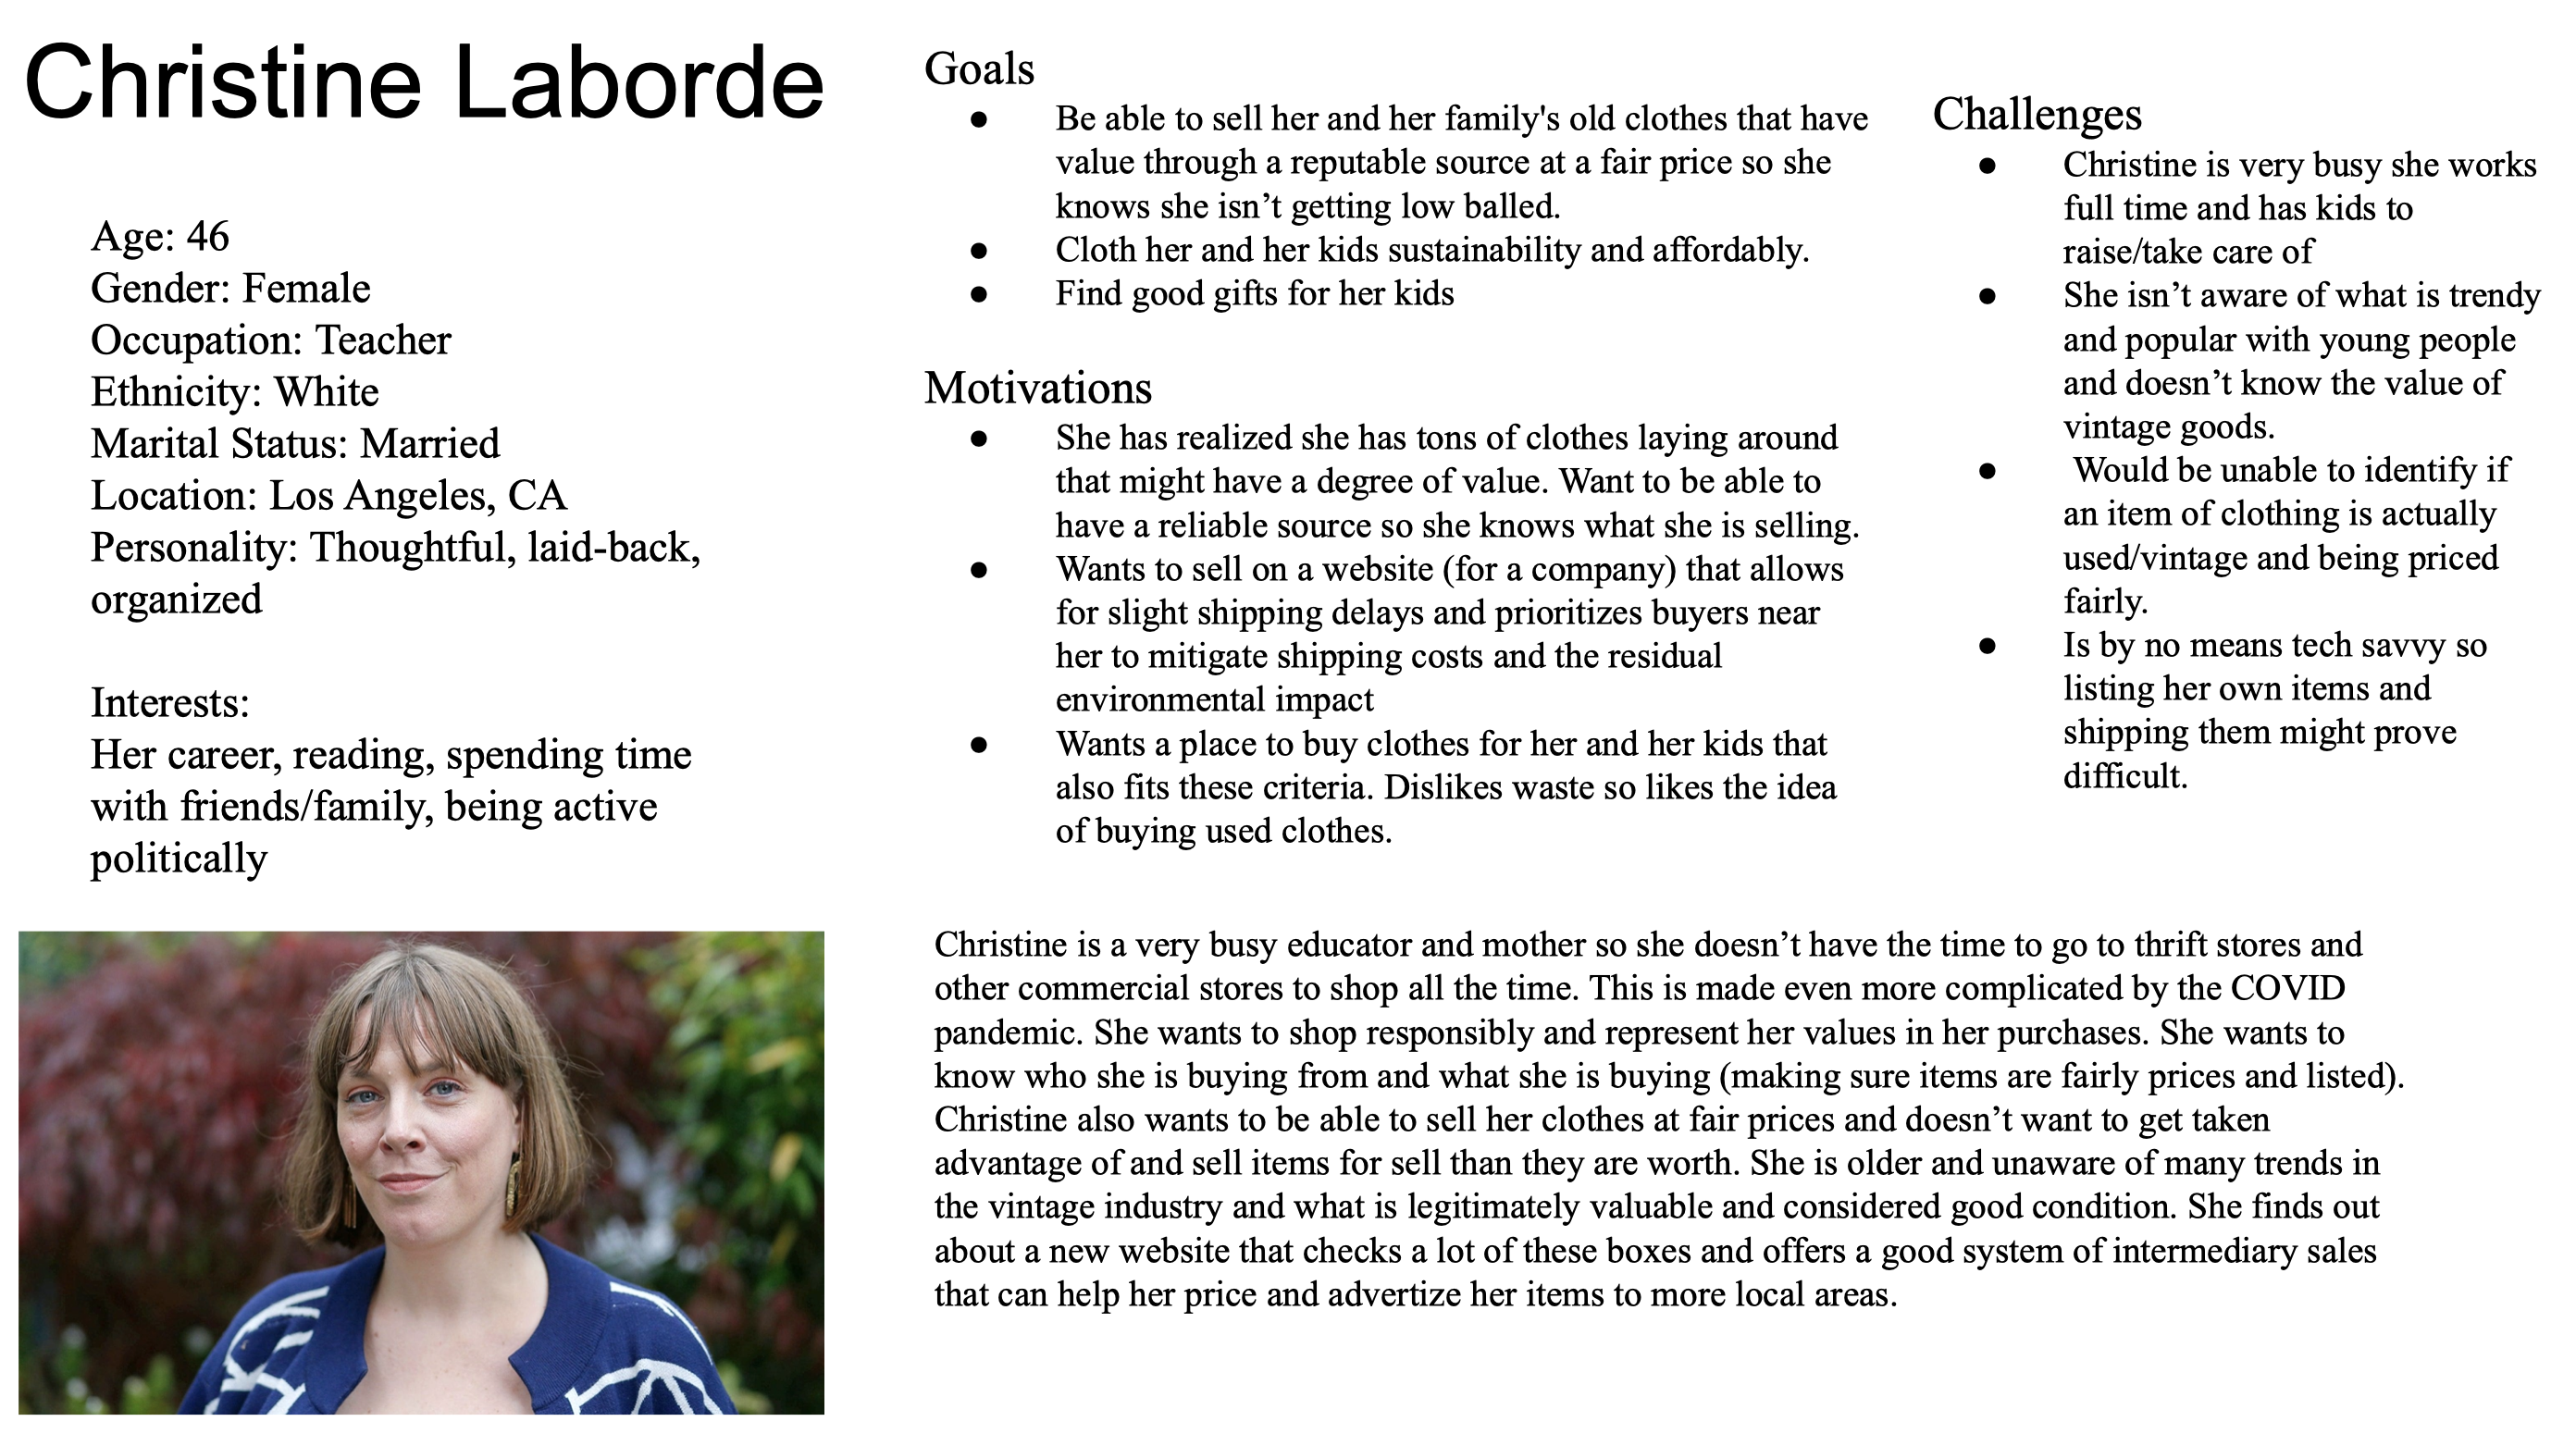 Christine Laborde
Age: 46
Gender: Female
Occupation: Teacher
Ethnicity: White
Marital Status: Married
Location: Los Angeles, CA
Personality: Thoughtful, laid-back,
organized
Interests:
Her career, reading, spending time
with friends/family, being active
politically
Goals
● Be able to sell her and her family's old clothes that have
value through a reputable source at a fair price so she
knows she isn’t getting low balled.
● Cloth her and her kids sustainability and affordably.
● Find good gifts for her kids
Motivations
● She has realized she has tons of clothes laying around
that might have a degree of value. Want to be able to
have a reliable source so she knows what she is selling.
● Wants to sell on a website (for a company) that allows
for slight shipping delays and prioritizes buyers near
her to mitigate shipping costs and the residual
environmental impact
● Wants a place to buy clothes for her and her kids that
also fits these criteria. Dislikes waste so likes the idea
of buying used clothes.
Challenges
● Christine is very busy she works
full time and has kids to
raise/take care of
● She isn’t aware of what is trendy
and popular with young people
and doesn’t know the value of
vintage goods.
● Would be unable to identify if
an item of clothing is actually
used/vintage and being priced
fairly.
● Is by no means tech savvy so
listing her own items and
shipping them might prove
difficult.
Christine is a very busy educator and mother so she doesn’t have the time to go to thrift stores and
other commercial stores to shop all the time. This is made even more complicated by the COVID
pandemic. She wants to shop responsibly and represent her values in her purchases. She wants to
know who she is buying from and what she is buying (making sure items are fairly prices and listed).
Christine also wants to be able to sell her clothes at fair prices and doesn’t want to get taken
advantage of and sell items for sell than they are worth. She is older and unaware of many trends in
the vintage industry and what is legitimately valuable and considered good condition. She finds out
about a new website that checks a lot of these boxes and offers a good system of intermediary sales
that can help her price and advertize her items to more local areas.